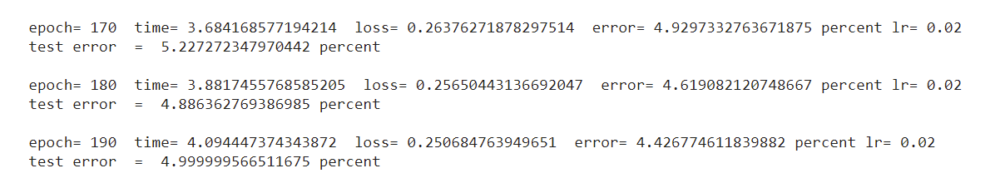 epoch= 170  time= 3.684168577194214  loss= 0.26376271878297514  error= 4.9297332763671875 percent lr= 0.02
test error  =  5.227272347970442 percent
epoch= 180  time= 3.8817455768585205  loss= 0.25650443136692047  error= 4.619082120748667 percent lr= 0.02
test error  =  4.886362769386985 percent
epoch= 190  time= 4.094447374343872  loss= 0.250684763949651  error= 4.426774611839882 percent lr= 0.02
test error  =  4.999999566511675 percent